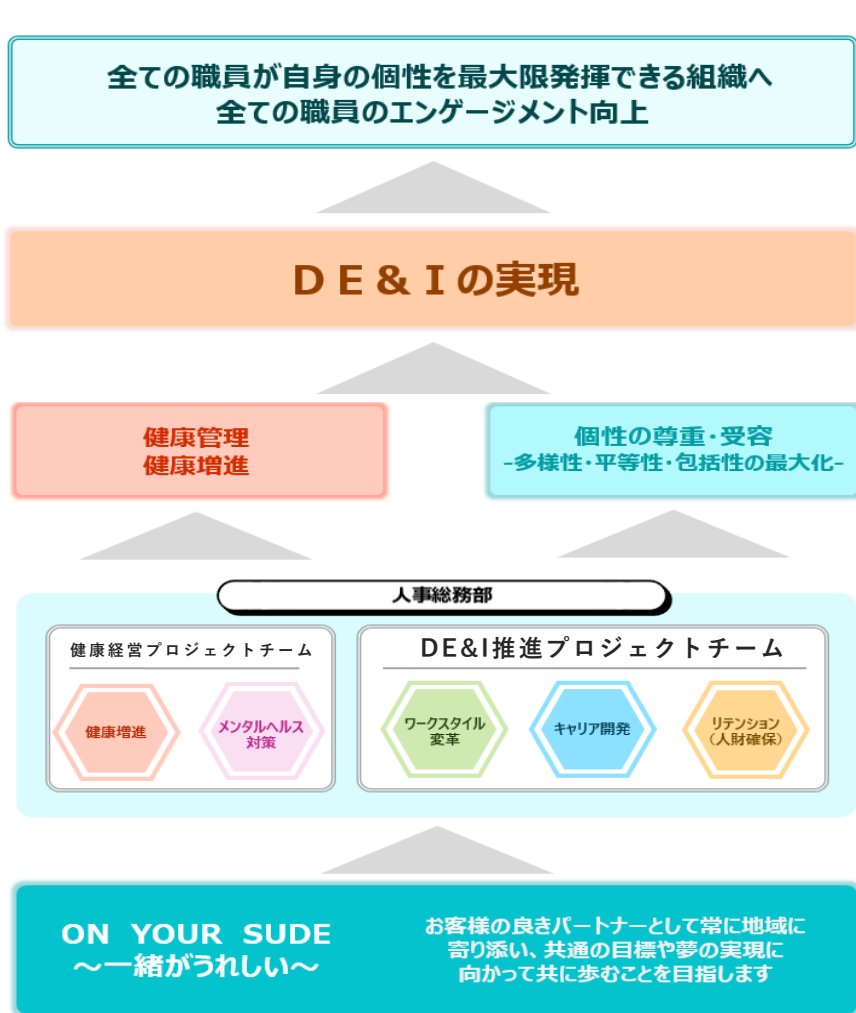 全ての職員が自身の個性を最大限発揮できる組織へ
全ての職員のエンゲージメント向上
DE&Iの実現
健康管理
健康増進
個性の尊重・受容
-多様性・平等性・包括性の最大化-
人事総務部
健康経営プロジェクトチーム
健康増進
メンタルヘルス
対策
DE&I推進プロジェクトチーム
ワークスタイル
変革
キャリア開発
リテンション
（人財確保）
ON YOUR SUDE
～一緒がうれしい～
お客様の良きパートナーとして常に地域に
寄り添い、共通の目標や夢の実現に
向かって共に歩むことを目指します